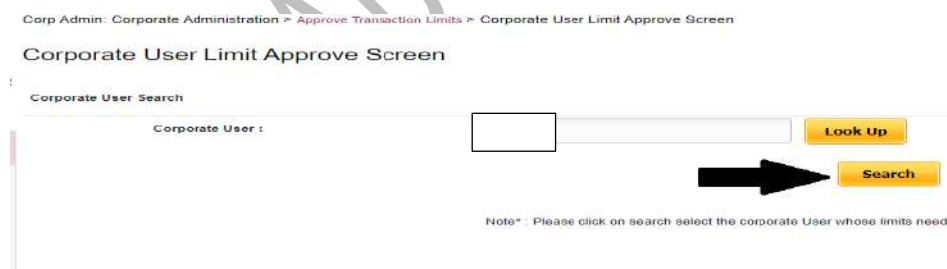 Corp Admin: Corporate Administration > Approve Transaction Limits > Corporate User Limit Approve Screen
Corporate User Limit Approve Screen
Corporate User Search
Corporate User :
Look Up
Search
Note* : Please click on search select the corporate User whose limits need